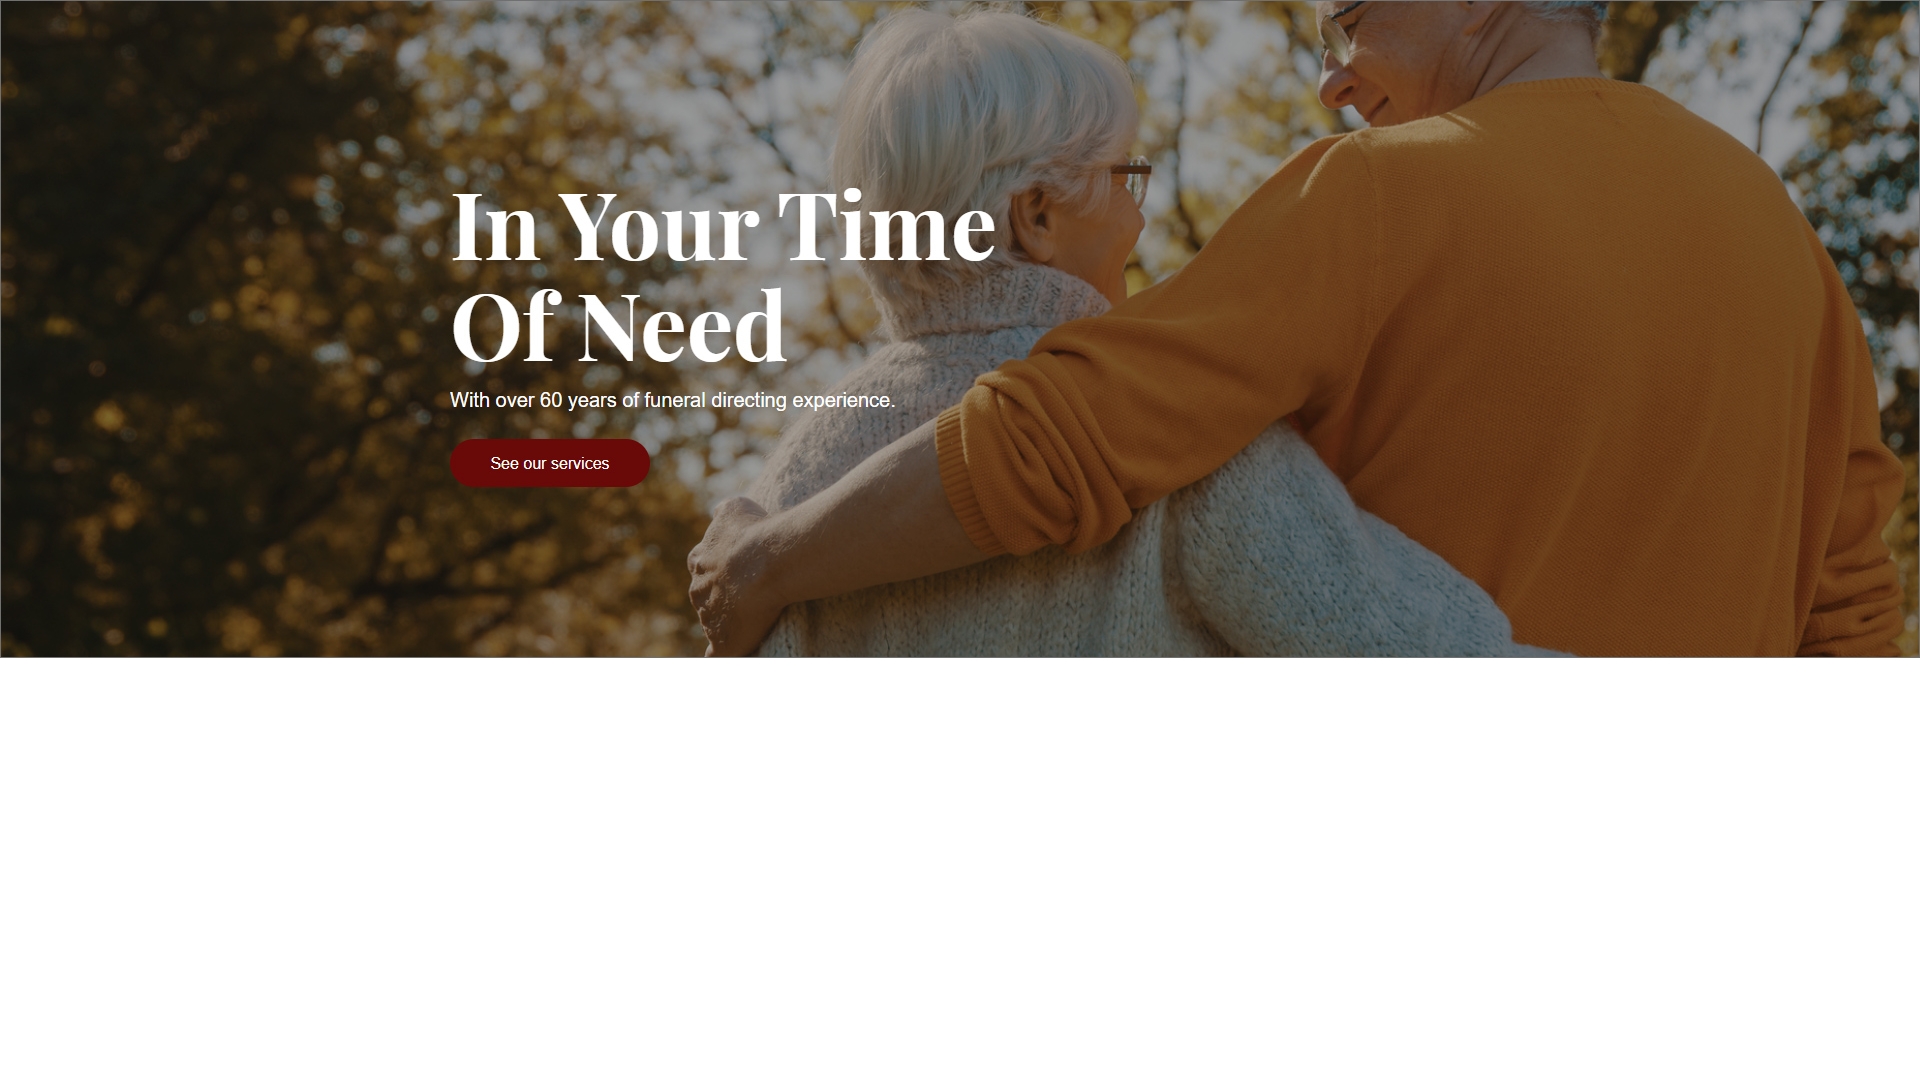 In Your Time
Of Need
With over 60 years of funeral directing experience.
See our services